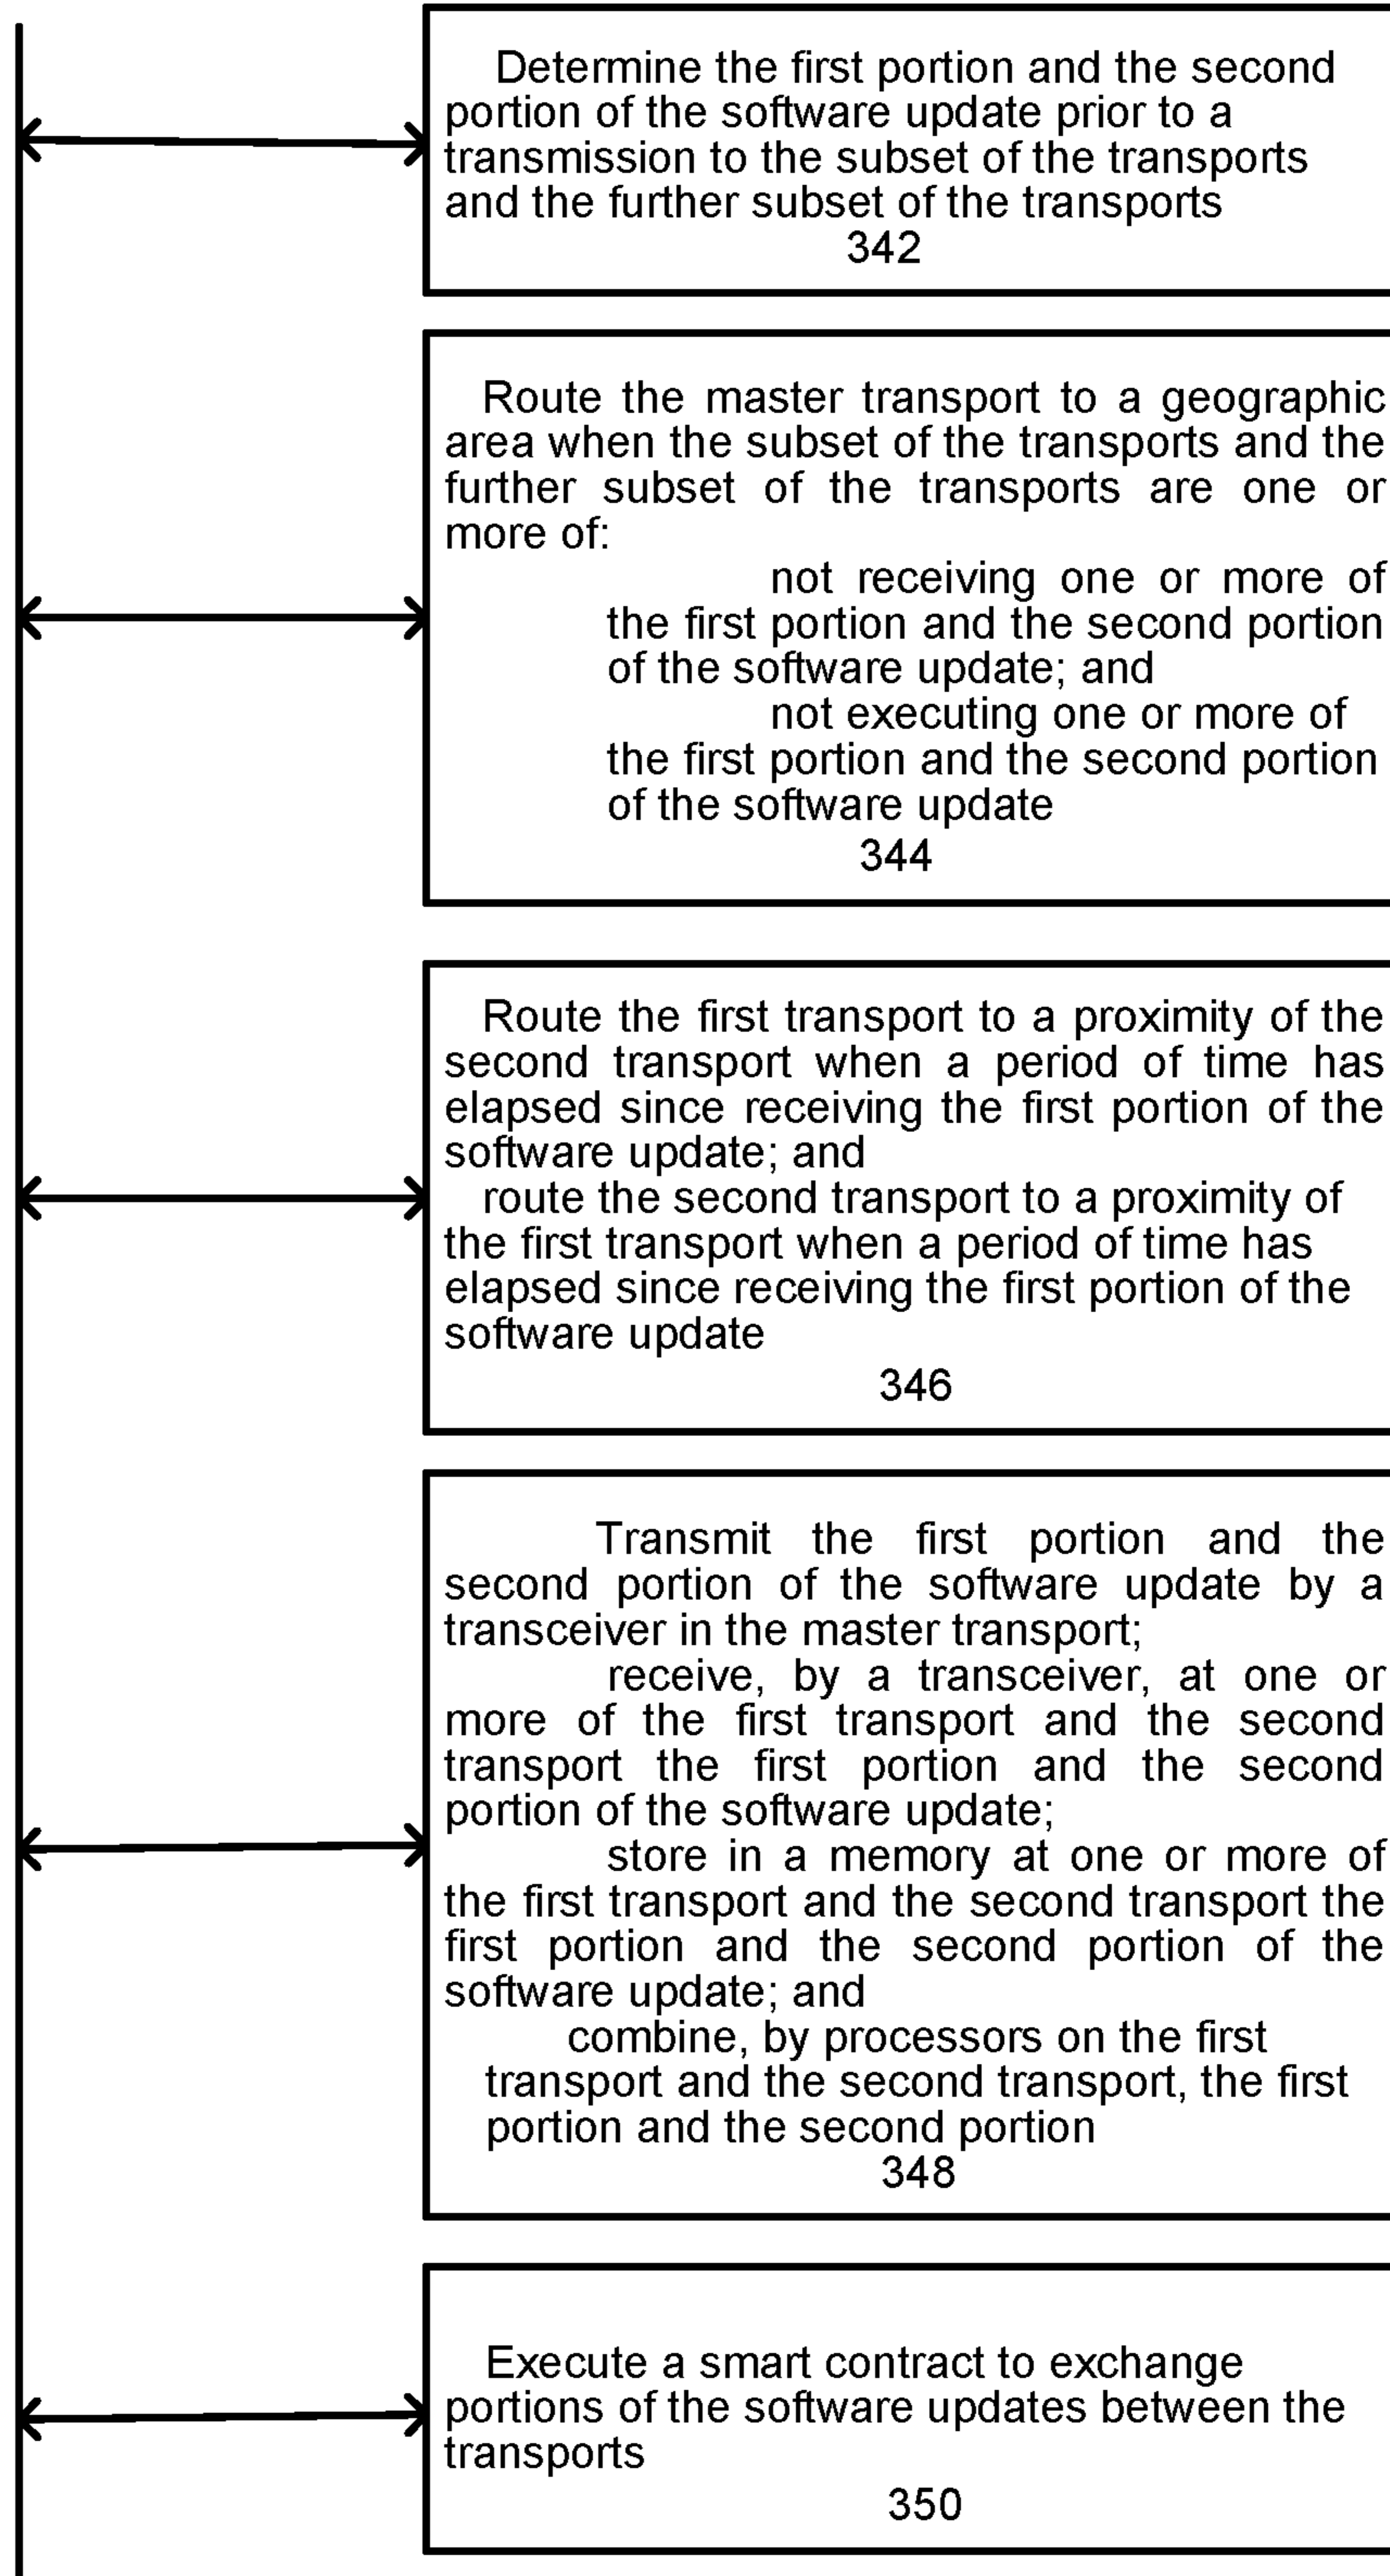 Determine the first portion and the second
portion of the software update prior to a
transmission to the subset of the transports
and the further subset of the transports
342
Route the master transport to a geographic
area when the subset of the transports and the
further subset of the transports are one or
more of:
not receiving one or more of
the first portion and the second portion
of the software update; and
not executing one or more of
the first portion and the second portion
of the software update
344
Route the first transport to a proximity of the
second transport when a period of time has
elapsed since receiving the first portion of the
software update; and
route the second transport to a proximity of
the first transport when a period of time has
elapsed since receiving the first portion of the
software update
346
Transmit the first portion and the
second portion of the software update by a
transceiver in the master transport;
receive, by a transceiver, at one or
more of the first transport and the second
transport the first portion and the second
portion of the software update;
store in a memory at one or more of
the first transport and the second transport the
first portion and the second portion of the
software update; and
combine, by processors on the first
transport and the second transport, the first
portion and the second portion
348
Execute a smart contract to exchange
portions of the software updates between the
transports
350